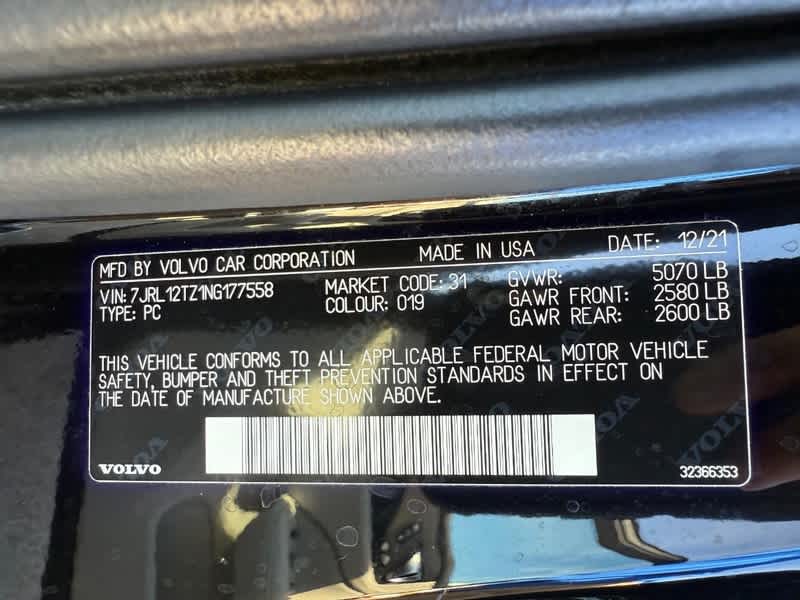 MFD BY VOLVO CAR CORPORATION MADE IN USA DATE: 12/21
VIN: 7JRL12TZ1NG177558 MARKET CODE: 31 GVWR: 5070 LB
TYPE: PC COLOUR: 019 GAWR FRONT: 2580 LB
GAWR REAR: 2600 LB
THIS VEHICLE CONFORMS TO ALL APPLICABLE FEDERAL MOTOR VEHICLE
SAFETY, BUMPER AND THEFT PREVENTION STANDARDS IN EFFECT ON
THE DATE OF MANUFACTURE SHOWN ABOVE.
VOLVO 32366353